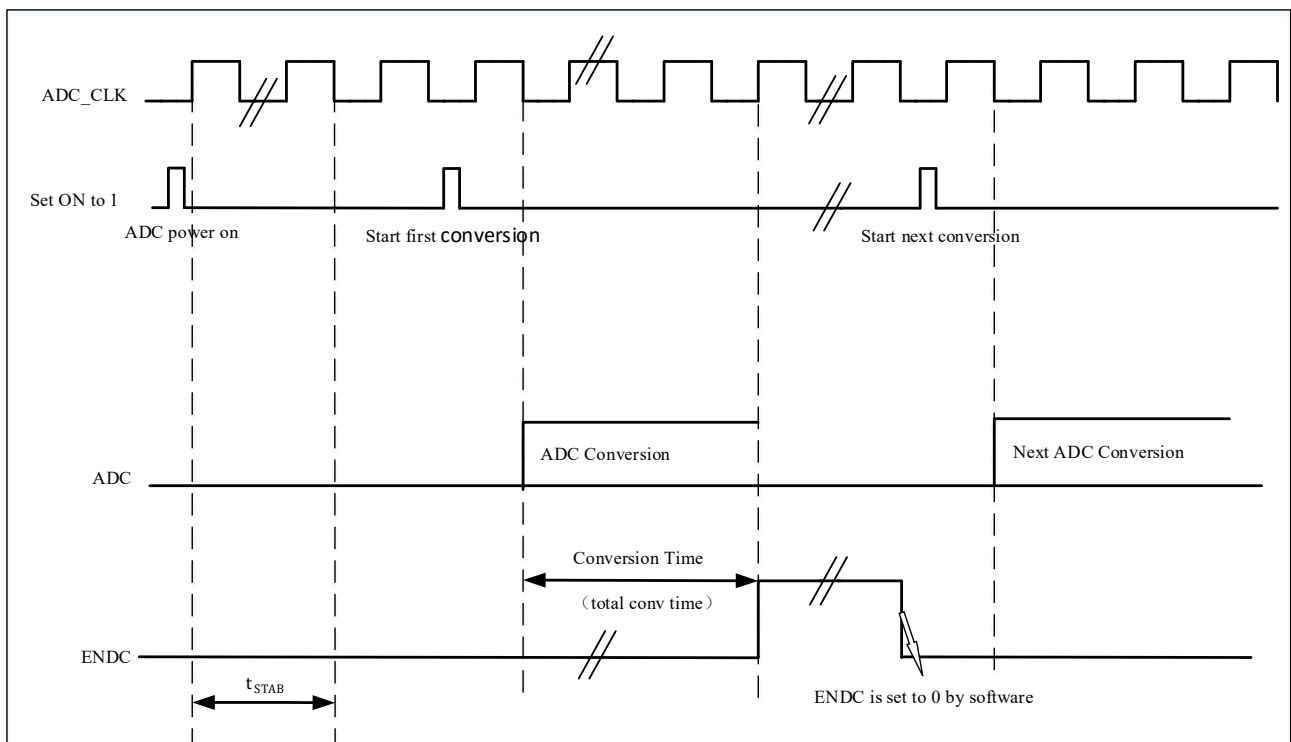 ADC_CLK
Set ON to 1
ADC power on
Start first conversion
Start next conversion
ADC Conversion
Next ADC Conversion
ADC
Conversion Time
（total conv time）
ENDC
tSTAB
ENDC is set to 0 by software